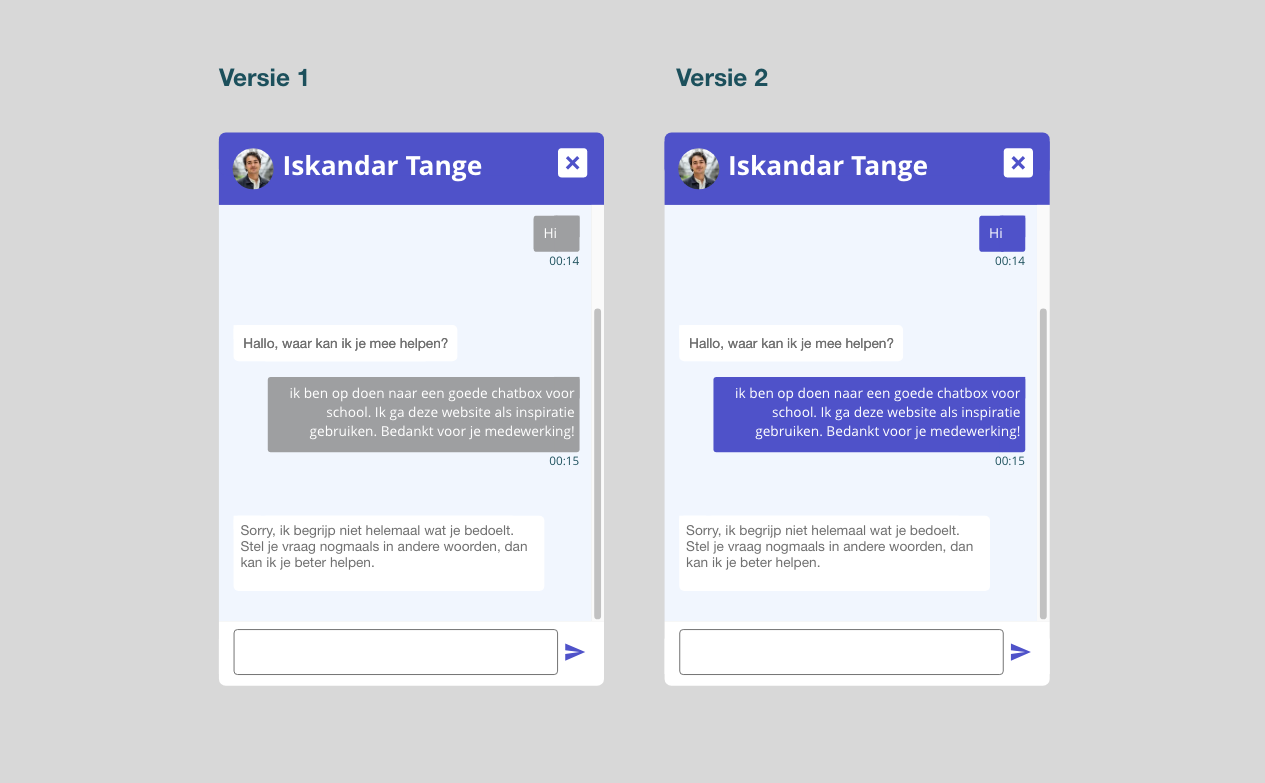 Versie 1
Iskandar Tange
Hi
00:14
Hallo, waar kan ik je mee helpen?
ik ben op doen naar een goede chatbox voor
school. Ik ga deze website als inspiratie
gebruiken. Bedankt voor je medewerking!
00:15
Sorry, ik begrijp niet helemaal wat je bedoelt.
Stel je vraag nogmaals in andere woorden, dan
kan ik je beter helpen.
Versie 2
Iskandar Tange
Hi
00:14
Hallo, waar kan ik je mee helpen?
ik ben op doen naar een goede chatbox voor
school. Ik ga deze website als inspiratie
gebruiken. Bedankt voor je medewerking!
00:15
Sorry, ik begrijp niet helemaal wat je bedoelt.
Stel je vraag nogmaals in andere woorden, dan
kan ik je beter helpen.